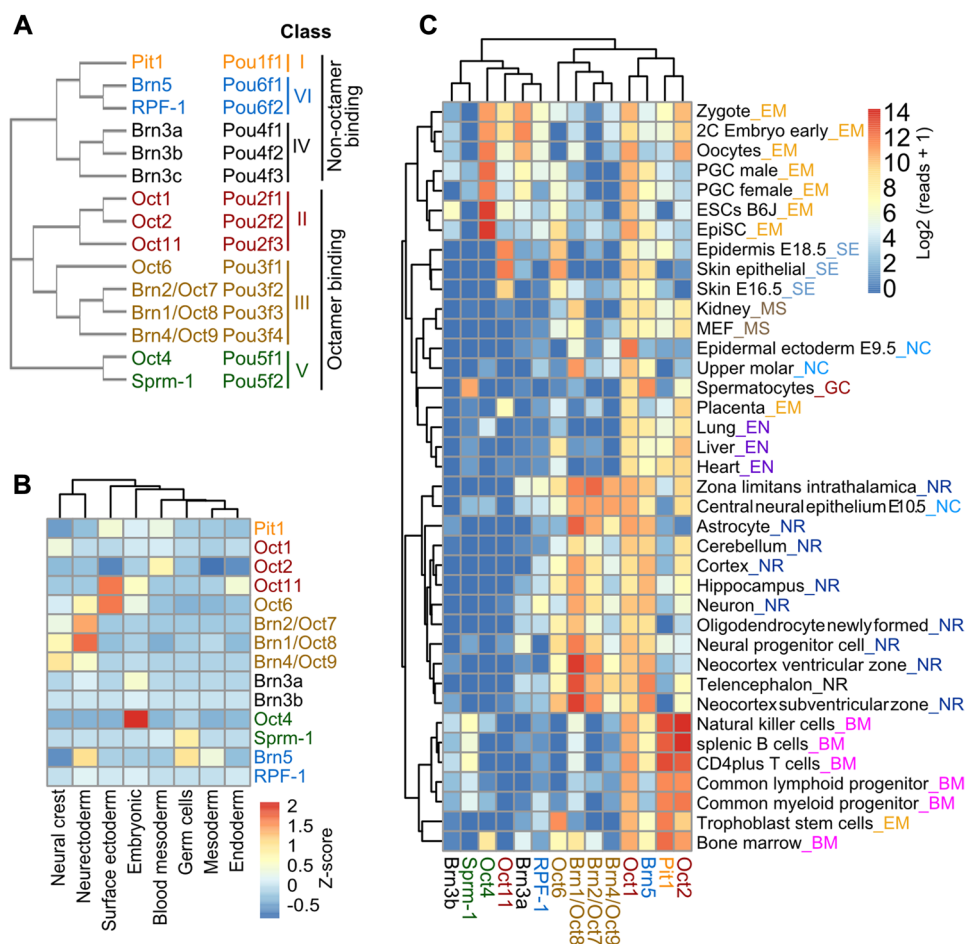 A
Class
Pit1 Pou1f1 I
Brn5 Pou6f1
RPF-1 Pou6f2
VI
Brn3a Pou4f1
Brn3b Pou4f2
Brn3c Pou4f3
IV
Non-octamer
binding
Oct1 Pou2f1
Oct2 Pou2f2
Oct11 Pou2f3
II
Oct6 Pou3f1
Brn2/Oct7 Pou3f2
Brn1/Oct8 Pou3f3
Brn4/Oct9 Pou3f4
III
Oct4 Pou5f1
Sprm-1 Pou5f2
V
Octamer binding
B
Pit1
Oct1
Oct2
Oct11
Oct6
Brn2/Oct7
Brn1/Oct8
Brn4/Oct9
Brn3a
Brn3b
Oct4
Sprm-1
Brn5
RPF-1
Neural crest
Neurectoderm
Surface ectoderm
Embryonic
Blood mesoderm
Germ cells
Mesoderm
Endoderm
2
1.5
1
0.5
0
-0.5
Z-score
C
Zygote_EM
2C Embryo early_EM
Oocytes_EM
PGC male_EM
PGC female_EM
ESCs B6J_EM
EpiSC_EM
Epidermis E18.5_SE
Skin epithelial_SE
Skin E16.5_SE
Kidney_MS
MEF_MS
Epidermal ectoderm E9.5_NC
Upper molar_NC
Spermatocytes_GC
Placenta_EM
Lung_EN
Liver_EN
Heart_EN
Zona limitans intrathalamica_NR
Central neural epithelium E10.5_NC
Astrocyte_NR
Cerebellum_NR
Cortex_NR
Hippocampus_NR
Neuron_NR
Oligodendrocyte newly formed_NR
Neural progenitor cell_NR
Neocortex ventricular zone_NR
Telencephalon_NR
Neocortex subventricular zone_NR
Natural killer cells_BM
splenic B cells_BM
CD4plus T cells_BM
Common lymphoid progenitor_BM
Common myeloid progenitor_BM
Trophoblast stem cells_EM
Bone marrow_BM
Brn3b
Sprm-1
Oct4
Oct11
Brn3a
RPF-1
Oct6
Brn1/Oct8
Brn2/Oct7
Brn4/Oct9
Oct1
Brn5
Pit1
Oct2
14
12
10
8
6
4
2
0
Log2 (reads + 1)